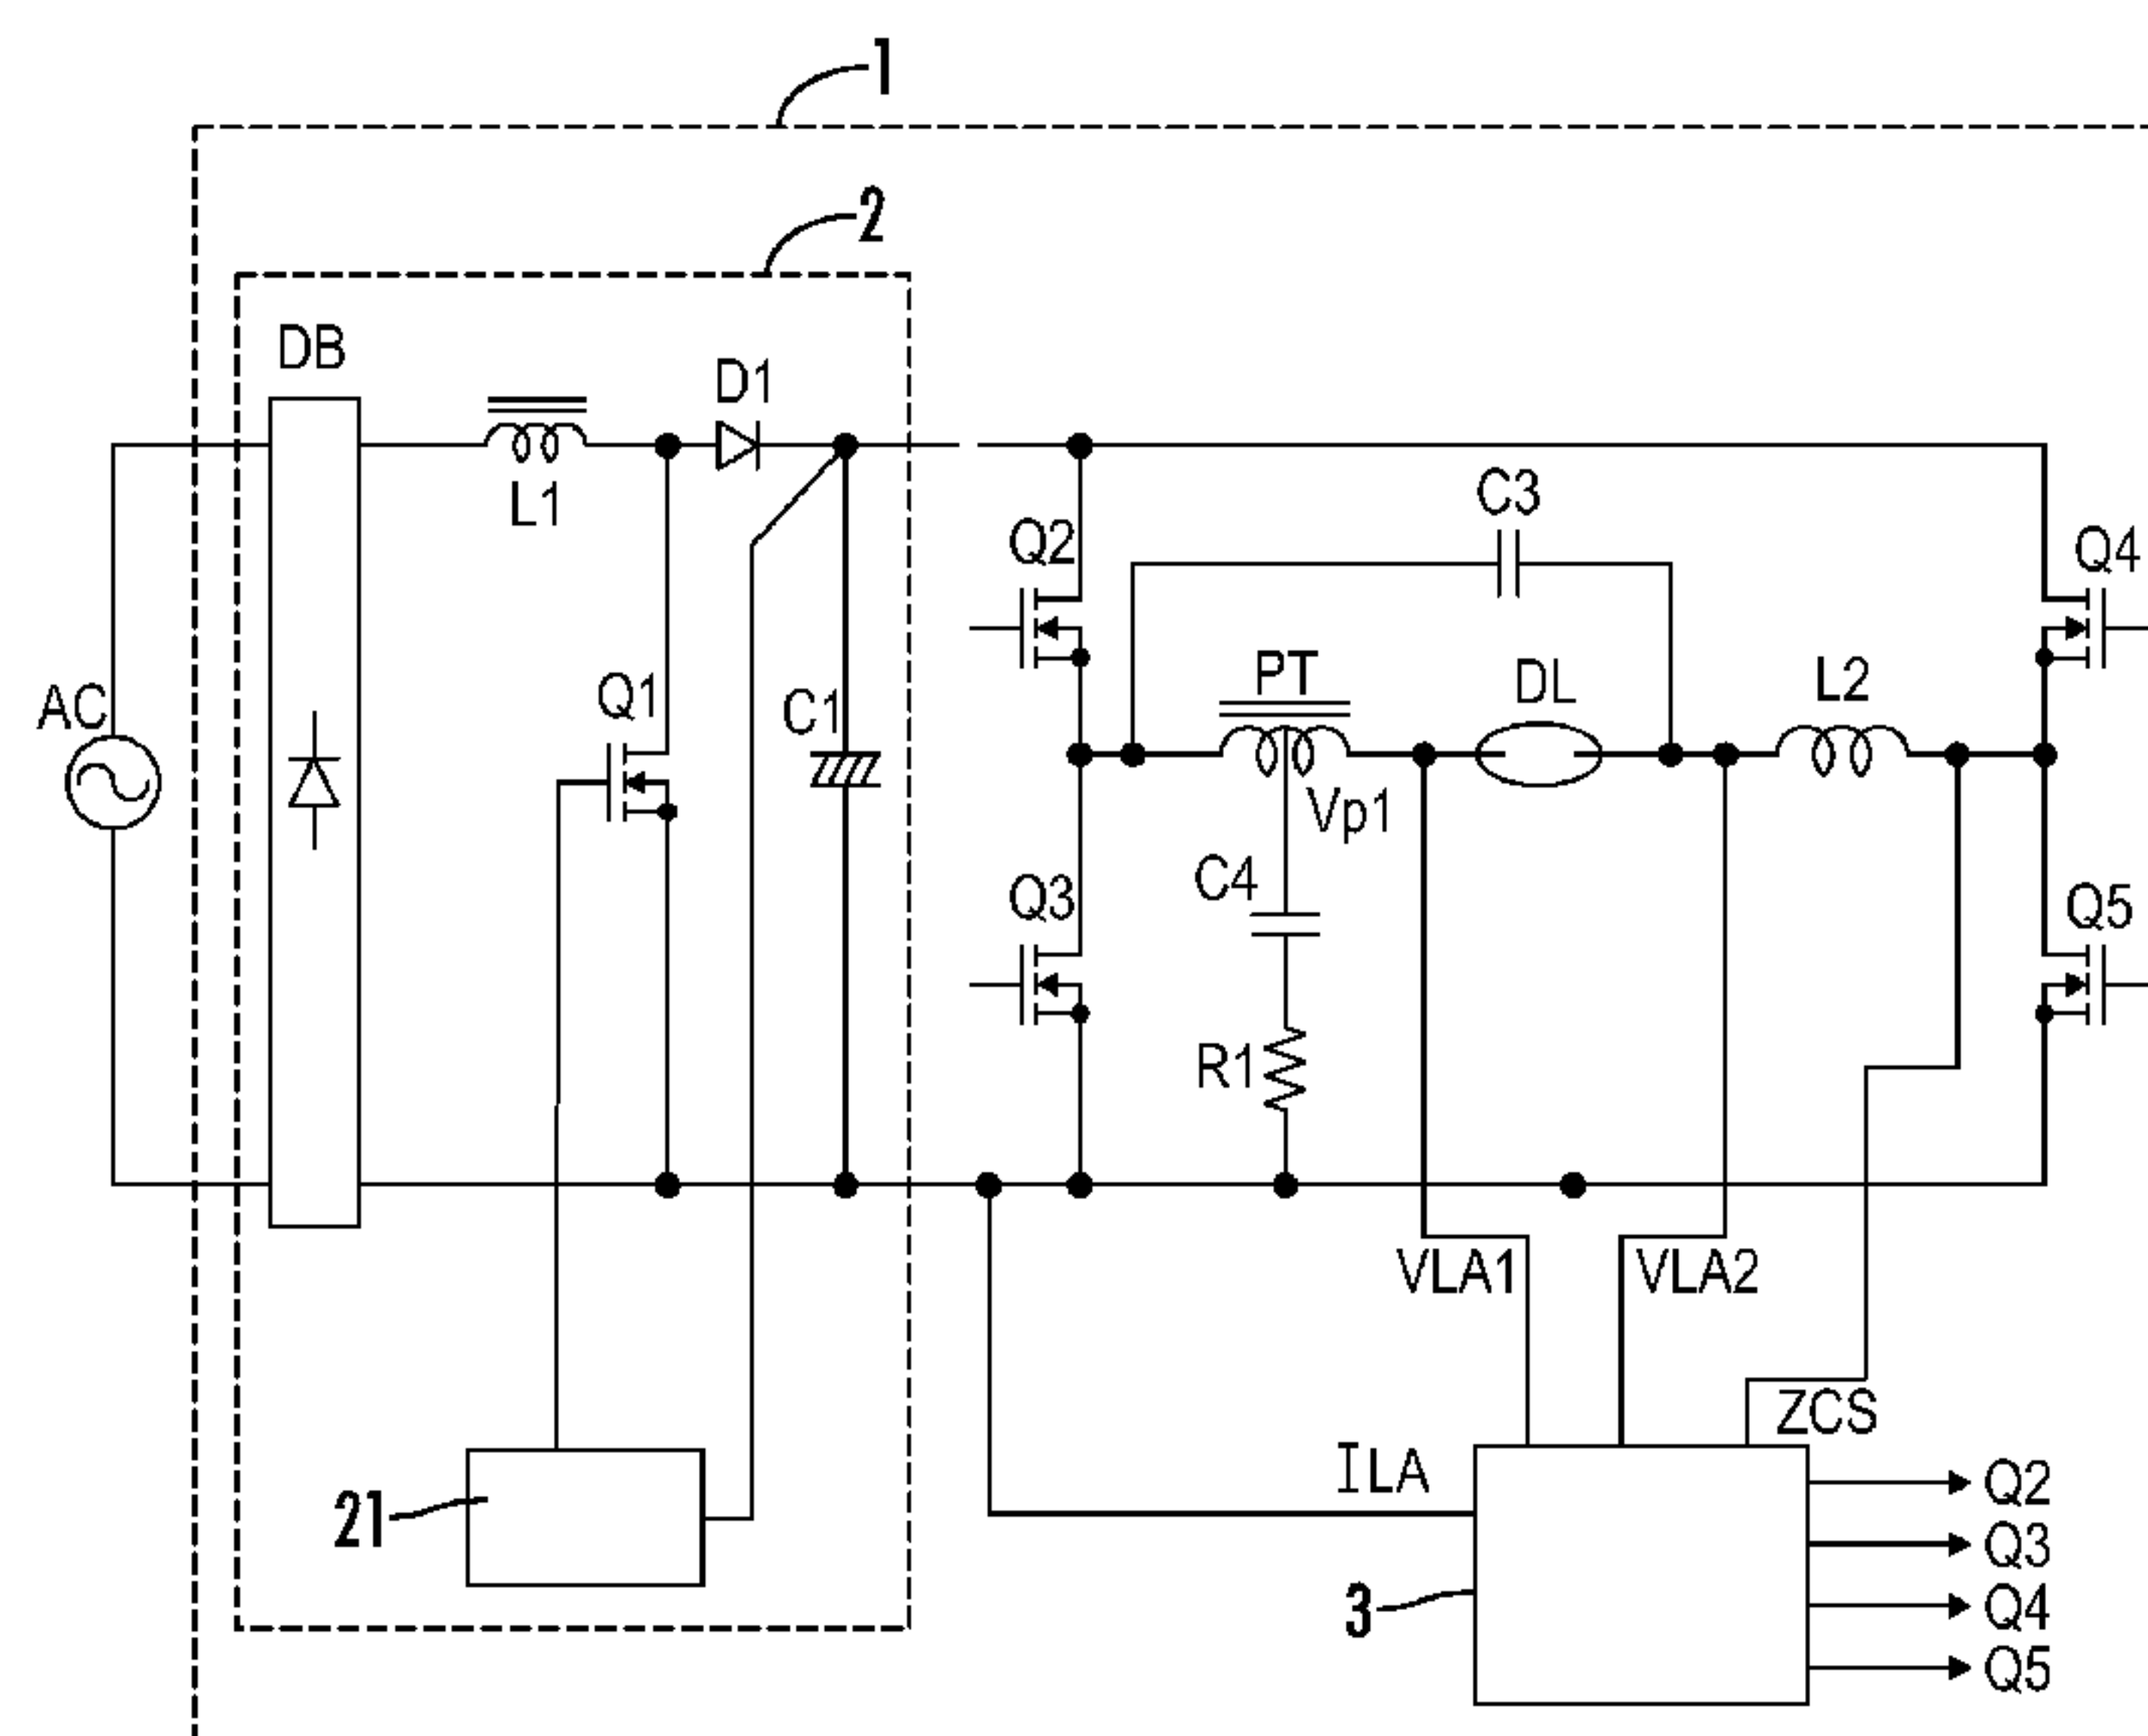 1
2
DB
D1
L1
C3
Q2
Q4
AC
Q1
C1
PT
DL
L2
Vp1
C4
Q3
Q5
R1
VLA1
VLA2
ZCS
ILA
21
3
Q2
Q3
Q4
Q5